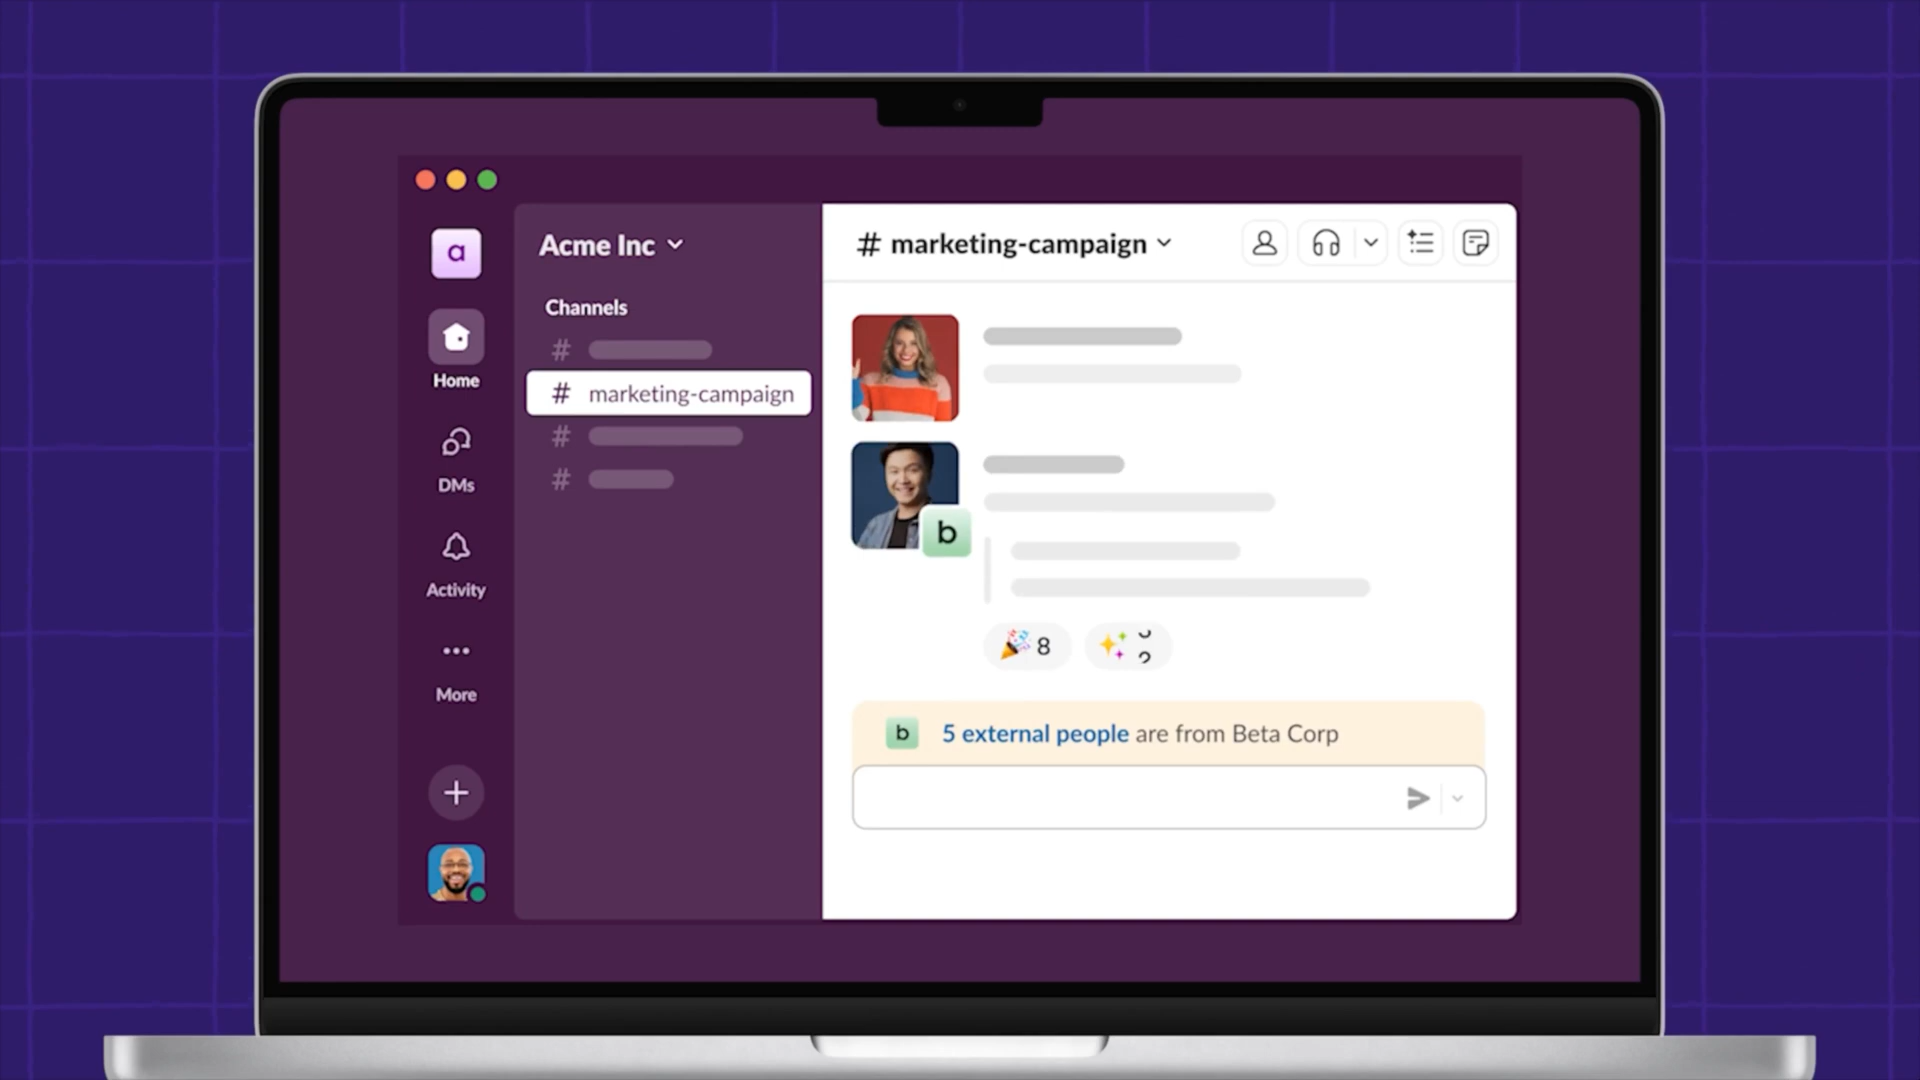 a
Home
DMs
Activity
More
Acme Inc
Channels
#
# marketing-campaign
#
#
# marketing-campaign
b
8
b 5 external people are from Beta Corp